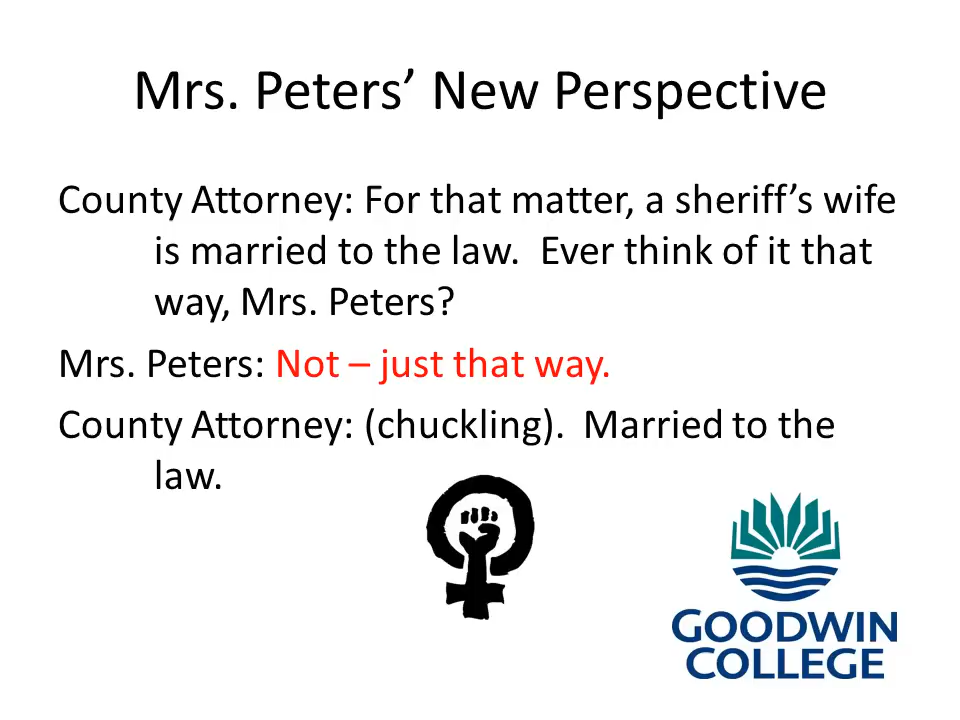 Mrs. Peters’ New Perspective
County Attorney: For that matter, a sheriff’s wife
is married to the law.  Ever think of it that
way, Mrs. Peters?
Mrs. Peters: Not – just that way.
County Attorney: (chuckling).  Married to the
law.
GOODWIN
COLLEGE